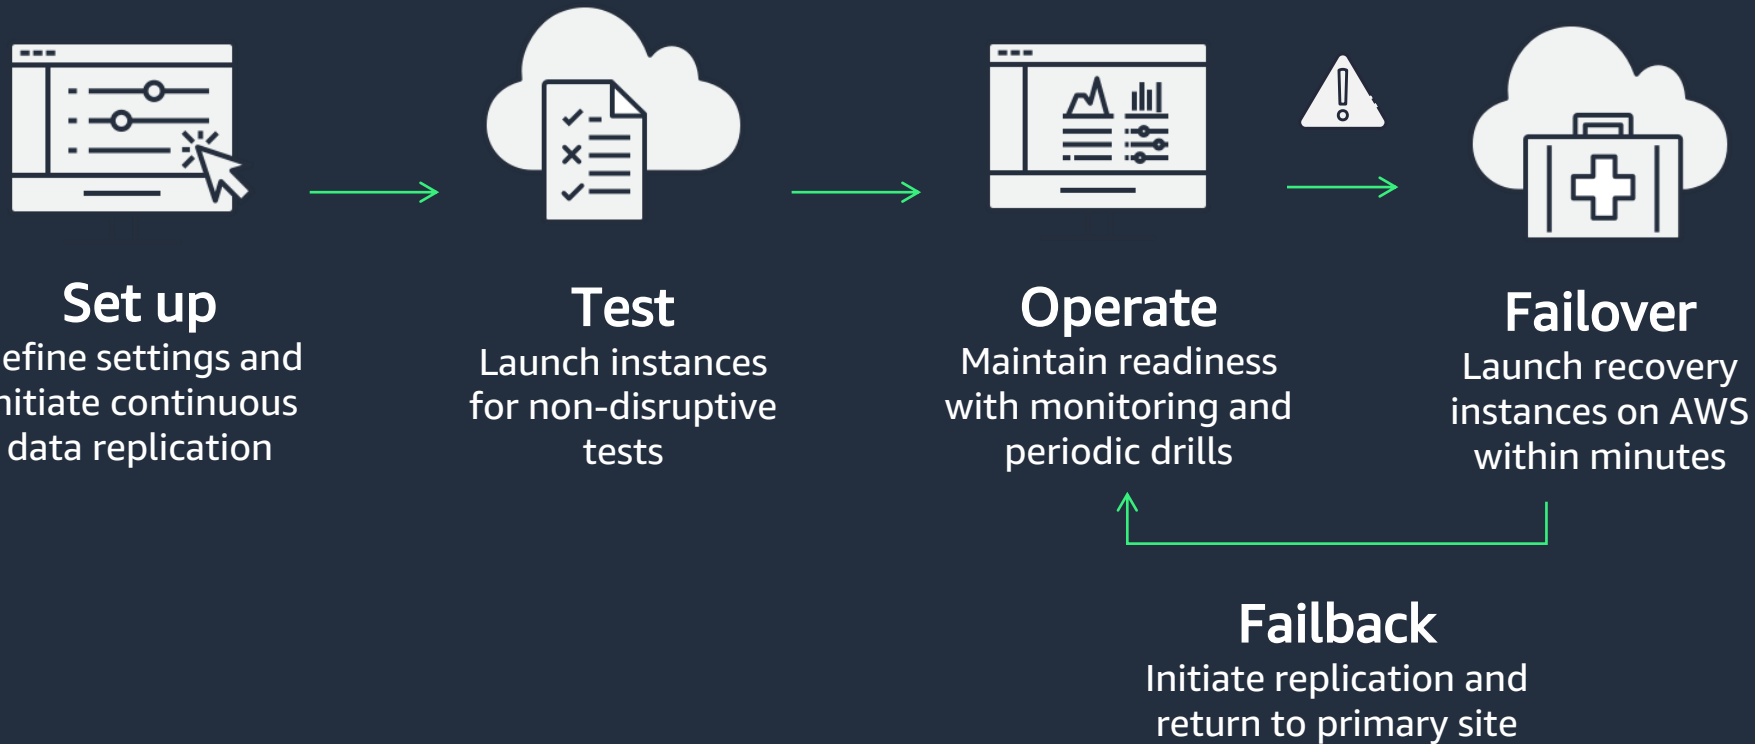 Set up
efine settings and
nitiate continuous
data replication
Test
Launch instances
for non-disruptive
tests
Operate
Maintain readiness
with monitoring and
periodic drills
Failover
Launch recovery
instances on AWS
within minutes
Failback
Initiate replication and
return to primary site